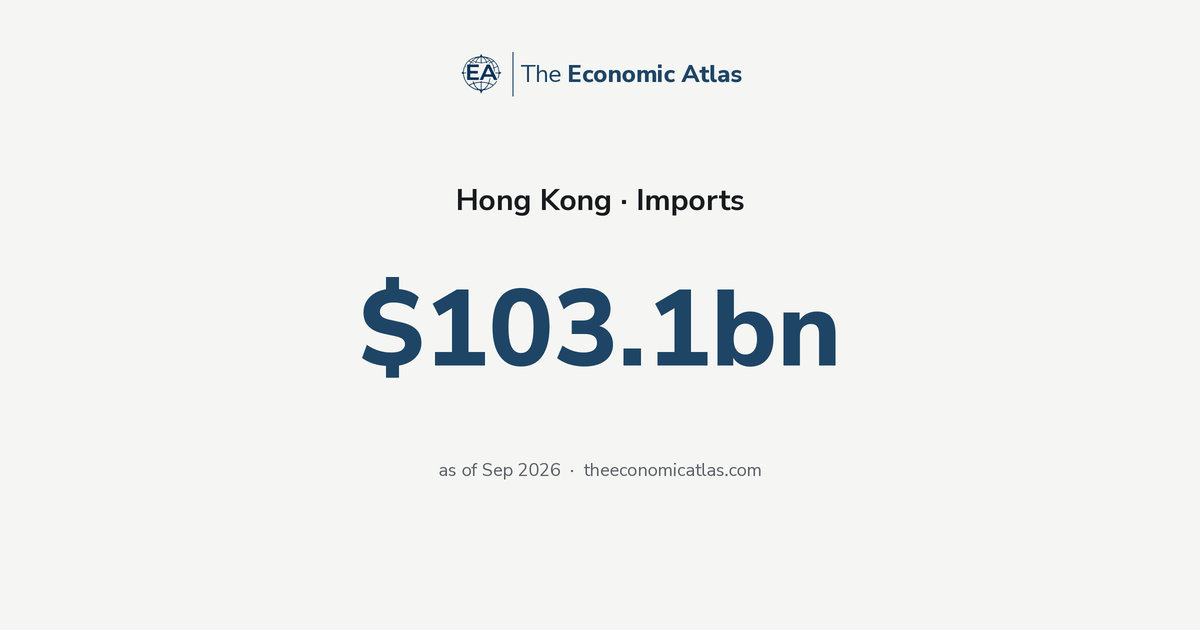 EA | The Economic Atlas
Hong Kong · Imports
$103.1bn
as of Sep 2026 · theeconomicatlas.com